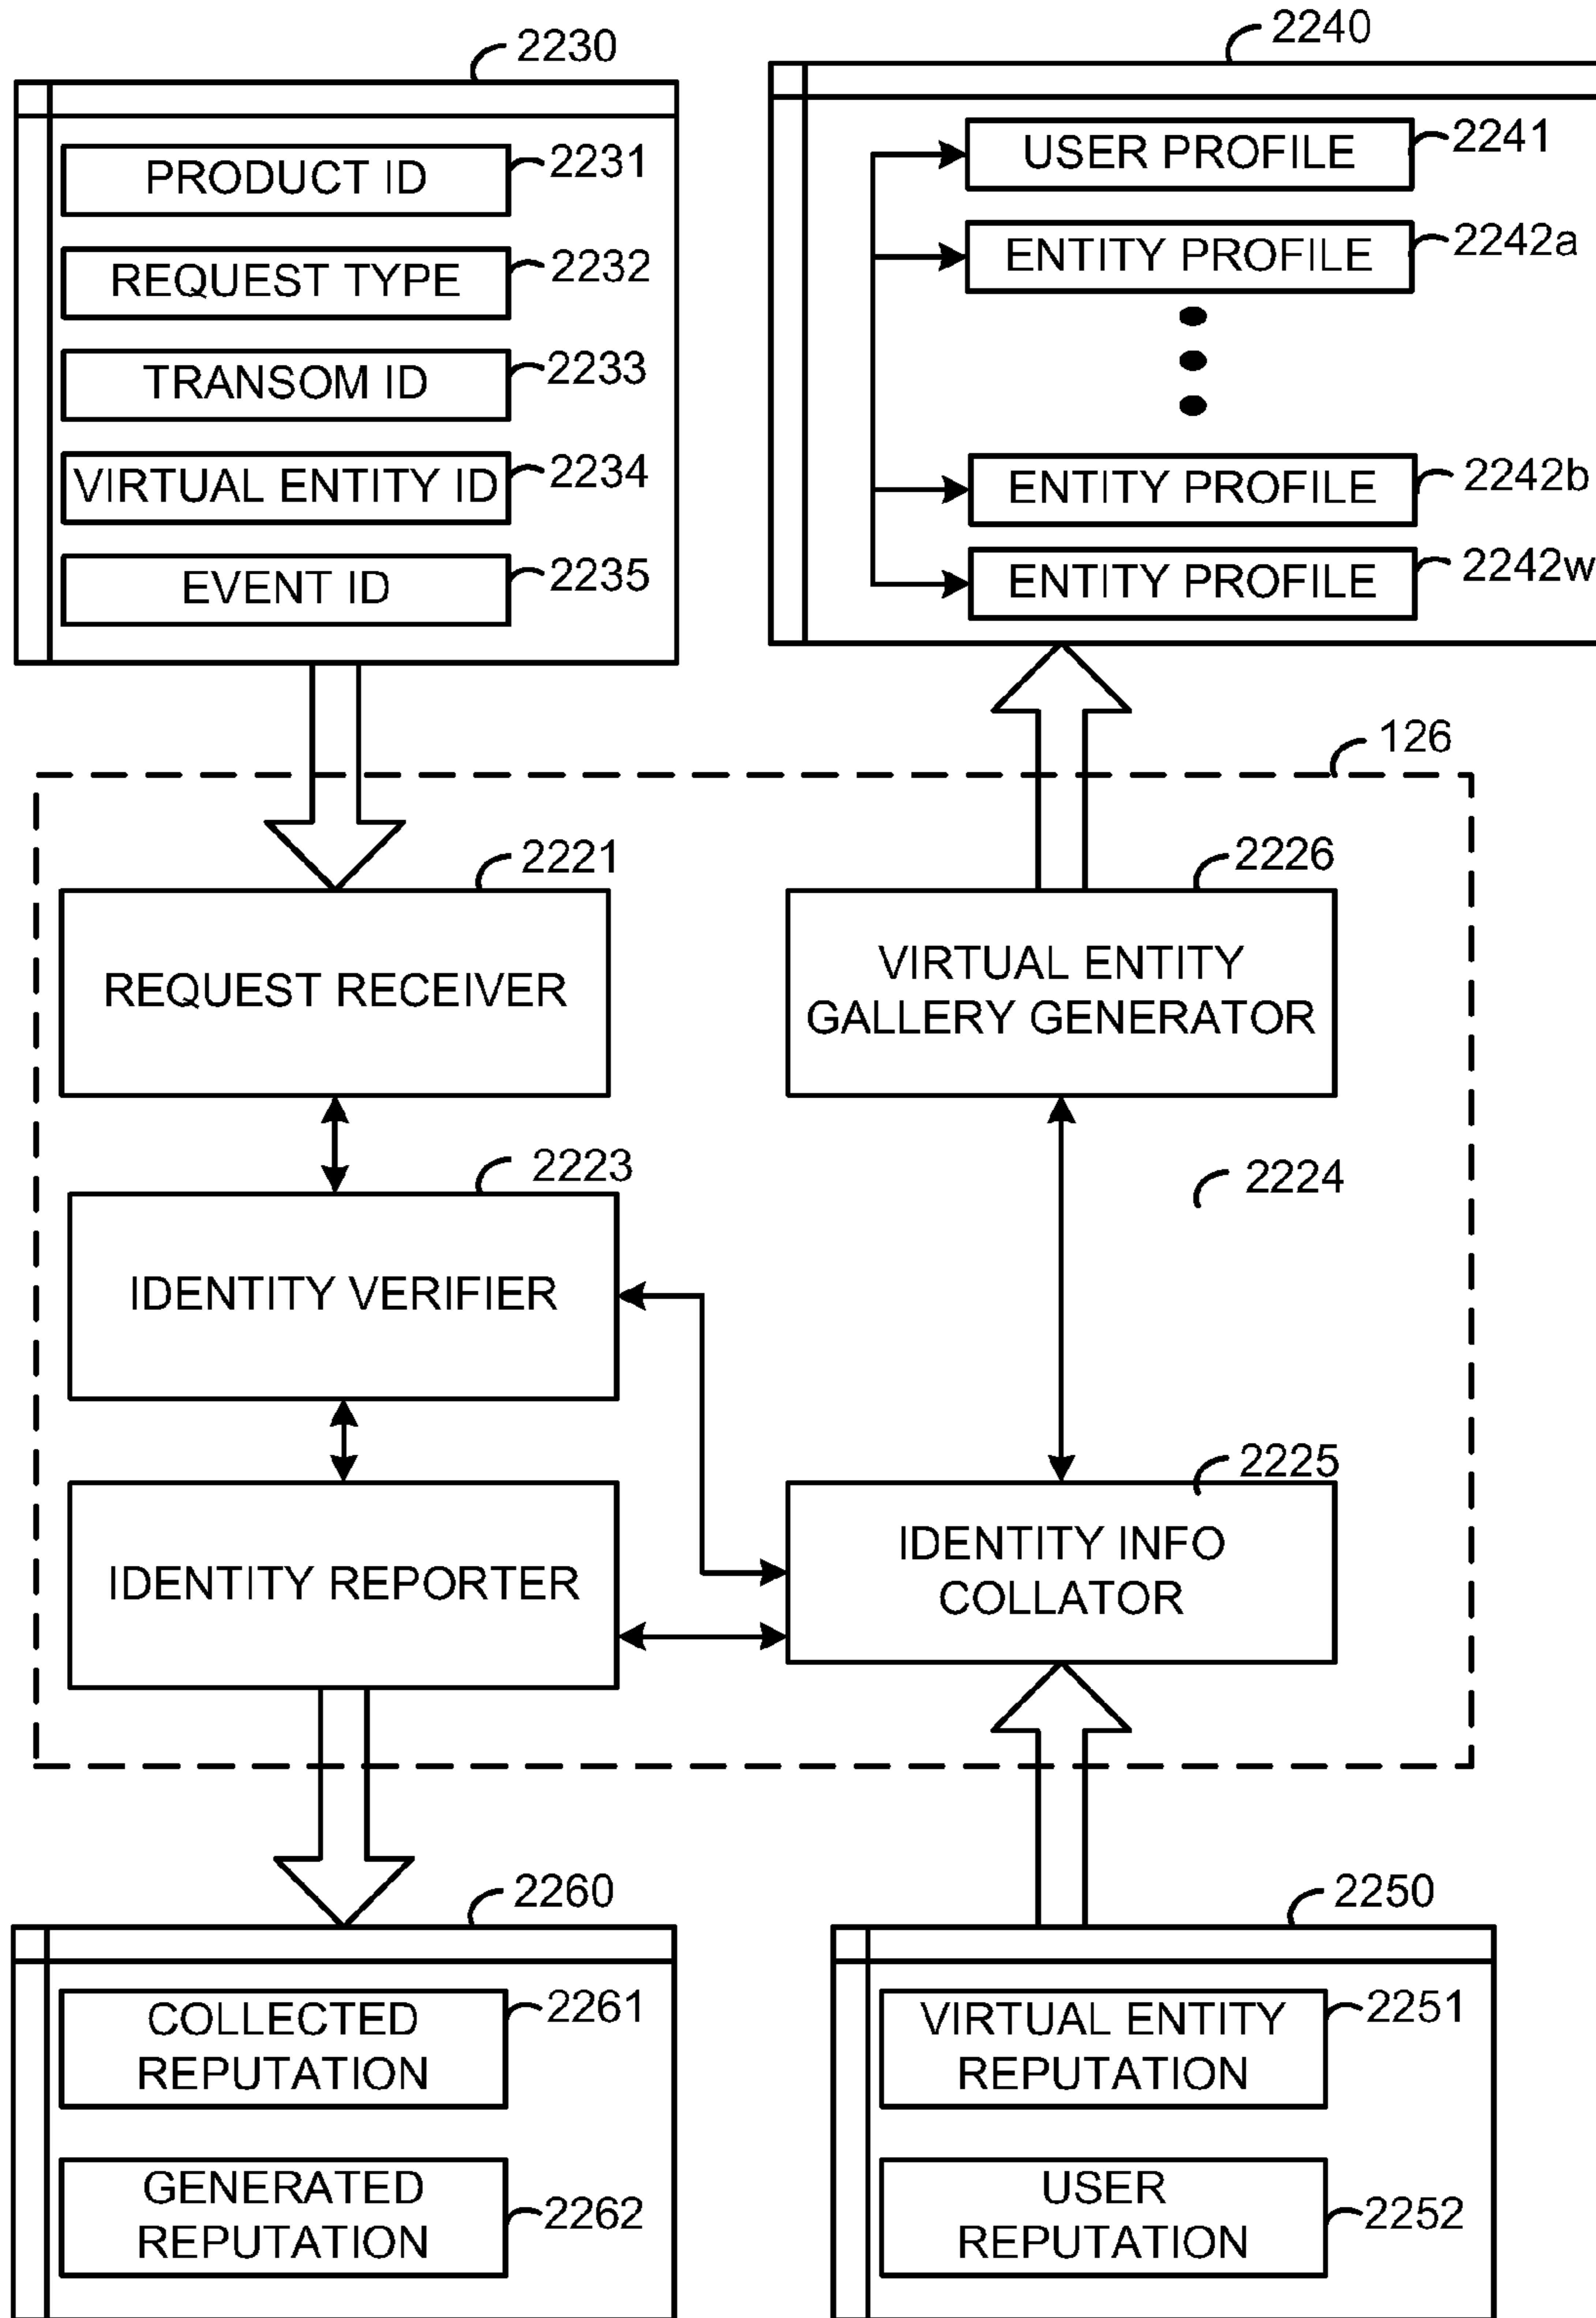 2230
PRODUCT ID
2231
REQUEST TYPE
2232
TRANSOM ID
2233
VIRTUAL ENTITY ID
2234
EVENT ID
2235
2240
USER PROFILE
2241
ENTITY PROFILE
2242a
ENTITY PROFILE
2242b
ENTITY PROFILE
2242w
126
2221
REQUEST RECEIVER
2226
VIRTUAL ENTITY
GALLERY GENERATOR
2223
IDENTITY VERIFIER
2224
IDENTITY REPORTER
2225
IDENTITY INFO
COLLATOR
2260
COLLECTED
REPUTATION
2261
GENERATED
REPUTATION
2262
2250
VIRTUAL ENTITY
REPUTATION
2251
USER
REPUTATION
2252